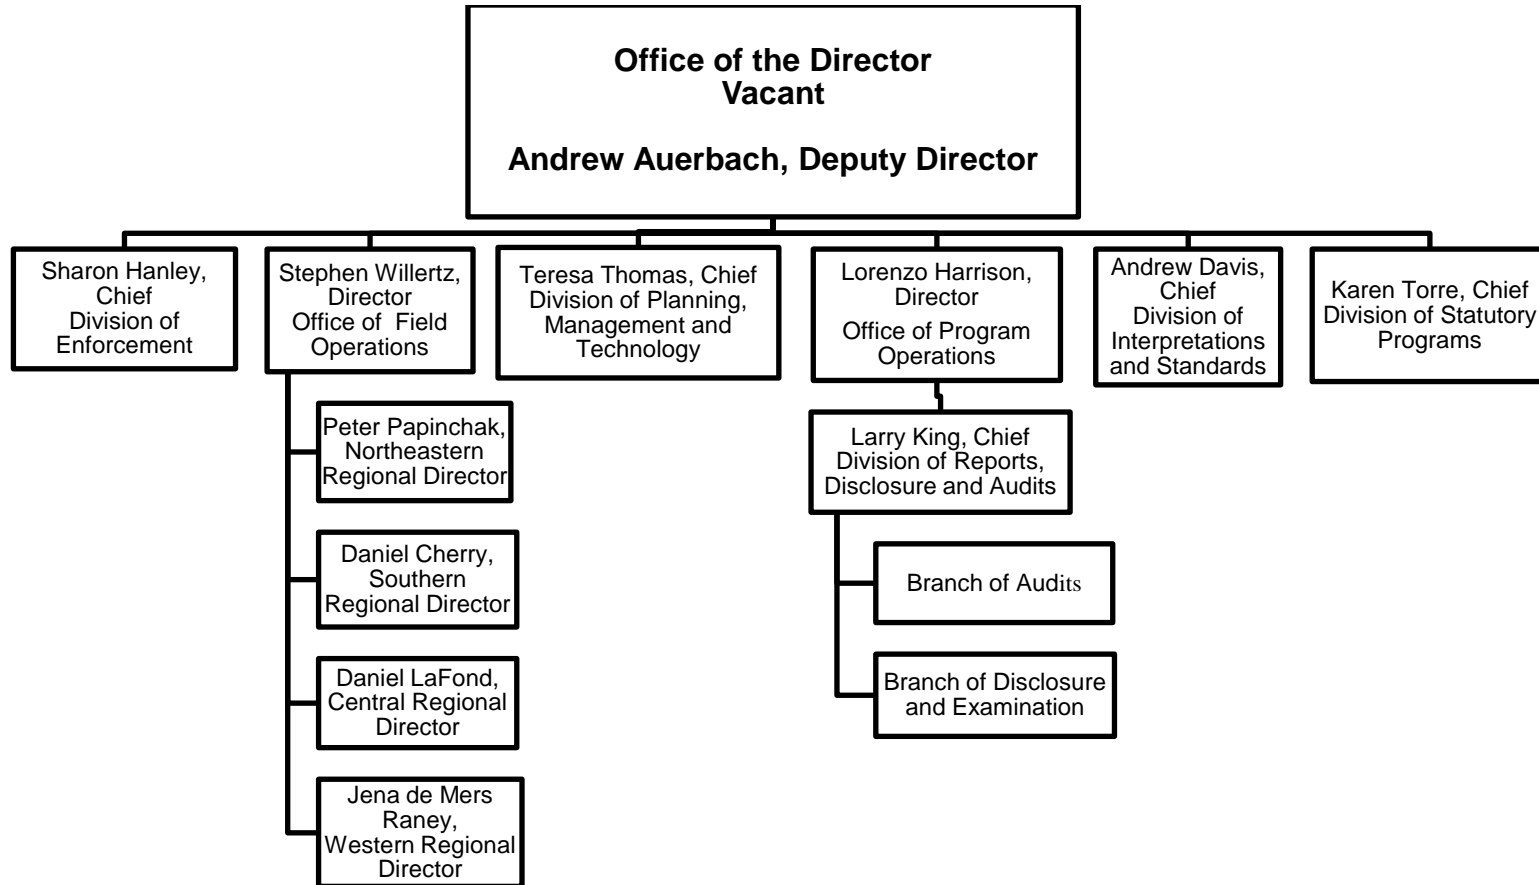 Office of the Director
Vacant
Andrew Auerbach, Deputy Director
Sharon Hanley,
Chief
Division of
Enforcement
Stephen Willertz,
Director
Office of Field
Operations
Teresa Thomas, Chief
Division of Planning,
Management and
Technology
Lorenzo Harrison,
Director
Office of Program
Operations
Andrew Davis,
Chief
Division of
Interpretations
and Standards
Karen Torre, Chief
Division of Statutory
Programs
Peter Papinchak,
Northeastern
Regional Director
Daniel Cherry,
Southern
Regional Director
Daniel LaFond,
Central Regional
Director
Jena de Mers
Raney,
Western Regional
Director
Larry King, Chief
Division of Reports,
Disclosure and Audits
Branch of Audits
Branch of Disclosure
and Examination